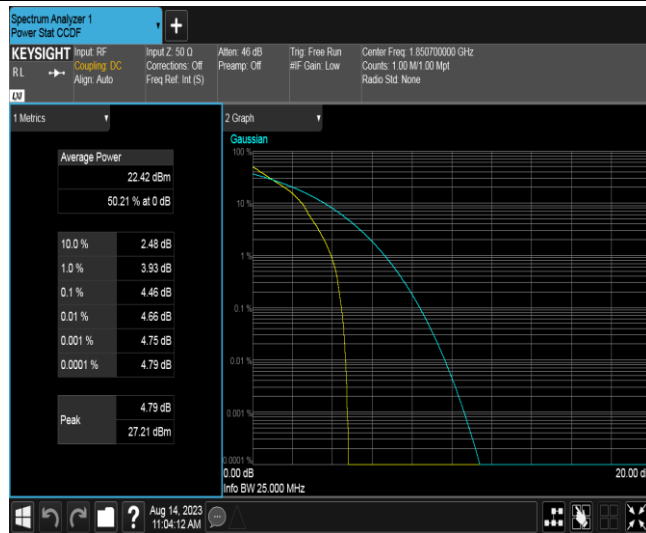 Spectrum Analyzer 1
Power Stat CCDF
KEYSIGHT
RL
LXI
Input: RF
Coupling: DC
Align: Auto
Input Z: 50 Ω
Corrections: Off
Freq Ref: Int (S)
Atten: 46 dB
Preamp: Off
Trig: Free Run
#IF Gain: Low
Center Freq: 1.850700000 GHz
Counts: 1.00 M/1.00 Mpt
Radio Std: None
1 Metrics
Average Power
22.42 dBm
50.21 % at 0 dB
10.0 % 2.48 dB
1.0 % 3.93 dB
0.1 % 4.46 dB
0.01 % 4.66 dB
0.001 % 4.75 dB
0.0001 % 4.79 dB
Peak
4.79 dB
27.21 dBm
2 Graph
Gaussian
100 %
10 %
1 %
0.1 %
0.01 %
0.001 %
0.0001 %
0.00 dB
20.00 d
Info BW 25.000 MHz
?
Aug 14, 2023
11:04:12 AM